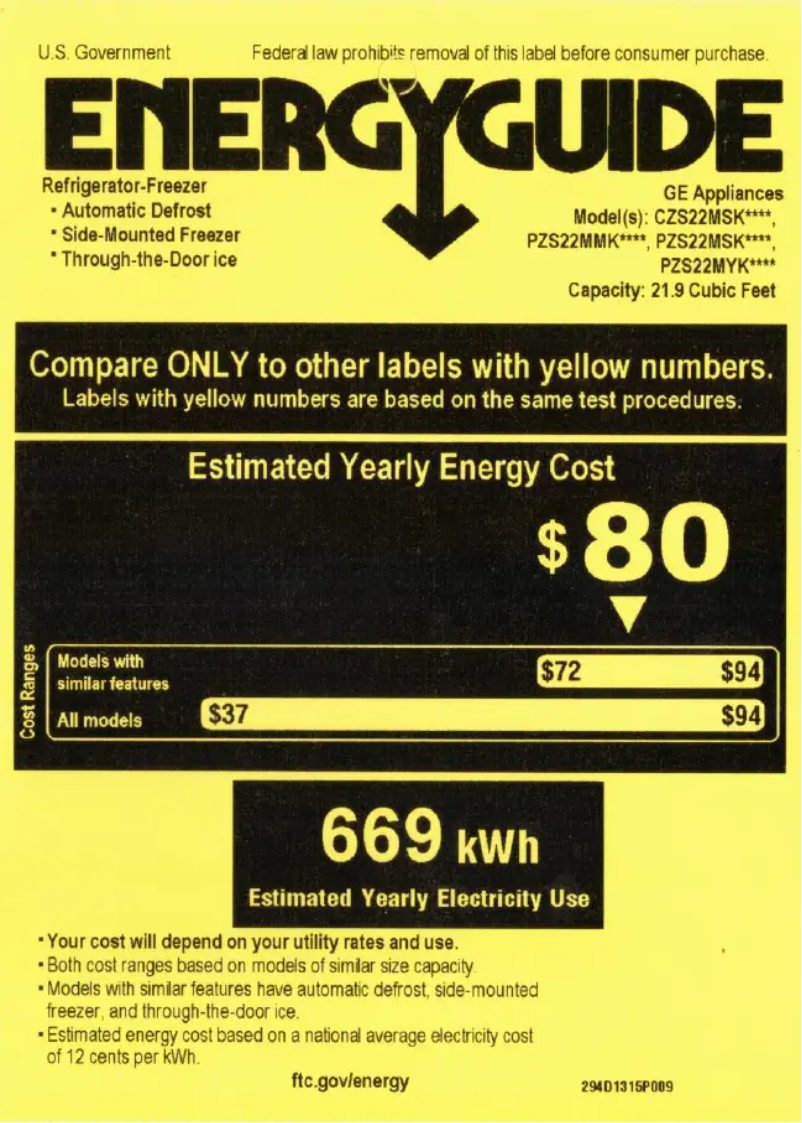 U.S. Government Federal law prohibits removal of this label before consumer purchase.
ENERGYGUIDE
Refrigerator-Freezer
▪ Automatic Defrost
▪ Side-Mounted Freezer
▪ Through-the-Door ice
GE Appliances
Model(s): CZS22MSK****,
PZS22MMK****, PZS22MSK****,
PZS22MYK****
Capacity: 21.9 Cubic Feet
Compare ONLY to other labels with yellow numbers.
Labels with yellow numbers are based on the same test procedures.
Estimated Yearly Energy Cost
$80
Cost Ranges
Models with
similar features
$72 $94
All models $37 $94
669 kWh
Estimated Yearly Electricity Use
▪ Your cost will depend on your utility rates and use.
▪ Both cost ranges based on models of similar size capacity.
▪ Models with similar features have automatic defrost, side-mounted
freezer, and through-the-door ice.
▪ Estimated energy cost based on a national average electricity cost
of 12 cents per kWh.
ftc.gov/energy 294D1315P009